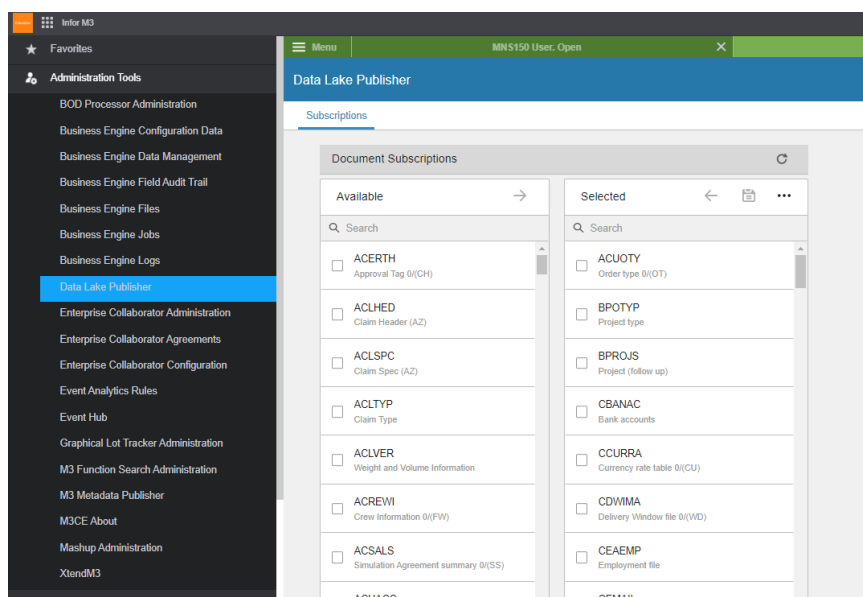 Infor M3
Favorites
Administration Tools
BOD Processor Administration
Business Engine Configuration Data
Business Engine Data Management
Business Engine Field Audit Trail
Business Engine Files
Business Engine Jobs
Business Engine Logs
Data Lake Publisher
Enterprise Collaborator Administration
Enterprise Collaborator Agreements
Enterprise Collaborator Configuration
Event Analytics Rules
Event Hub
Graphical Lot Tracker Administration
M3 Function Search Administration
M3 Metadata Publisher
M3CE About
Mashup Administration
XtendM3
Menu
MNS150 User. Open
Data Lake Publisher
Subscriptions
Document Subscriptions
Available
Search
ACERTH
Approval Tag 0/(CH)
ACLHED
Claim Header (AZ)
ACLSPC
Claim Spec (AZ)
ACLTYP
Claim Type
ACLVER
Weight and Volume Information
ACREWI
Crew Information 0/(FW)
ACSALS
Simulation Agreement summary 0/(SS)
Selected
Search
ACUOTY
Order type 0/(OT)
BPOTYP
Project type
BPROJS
Project (follow up)
CBANAC
Bank accounts
CCURRA
Currency rate table 0/(CU)
CDWIMA
Delivery Window file 0/(WD)
CEAEMP
Employment file